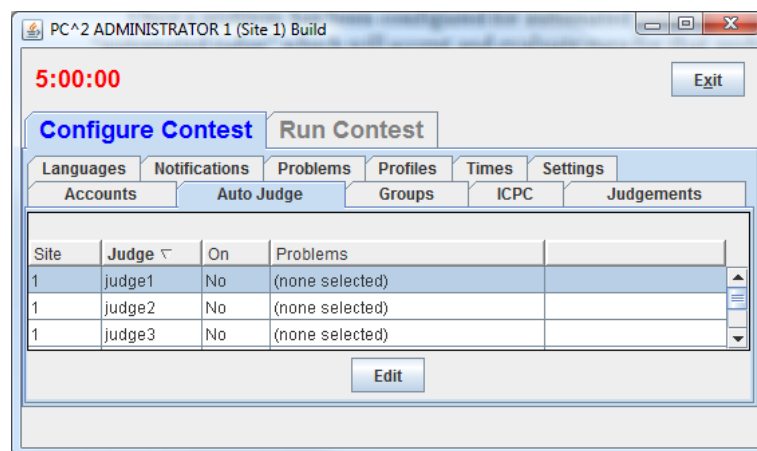 PC^2 ADMINISTRATOR 1 (Site 1) Build
5:00:00
Exit
Configure Contest Run Contest
Languages Notifications Problems Profiles Times Settings
Accounts Auto Judge Groups ICPC Judgements
Site Judge On Problems
1 judge1 No (none selected)
1 judge2 No (none selected)
1 judge3 No (none selected)
Edit